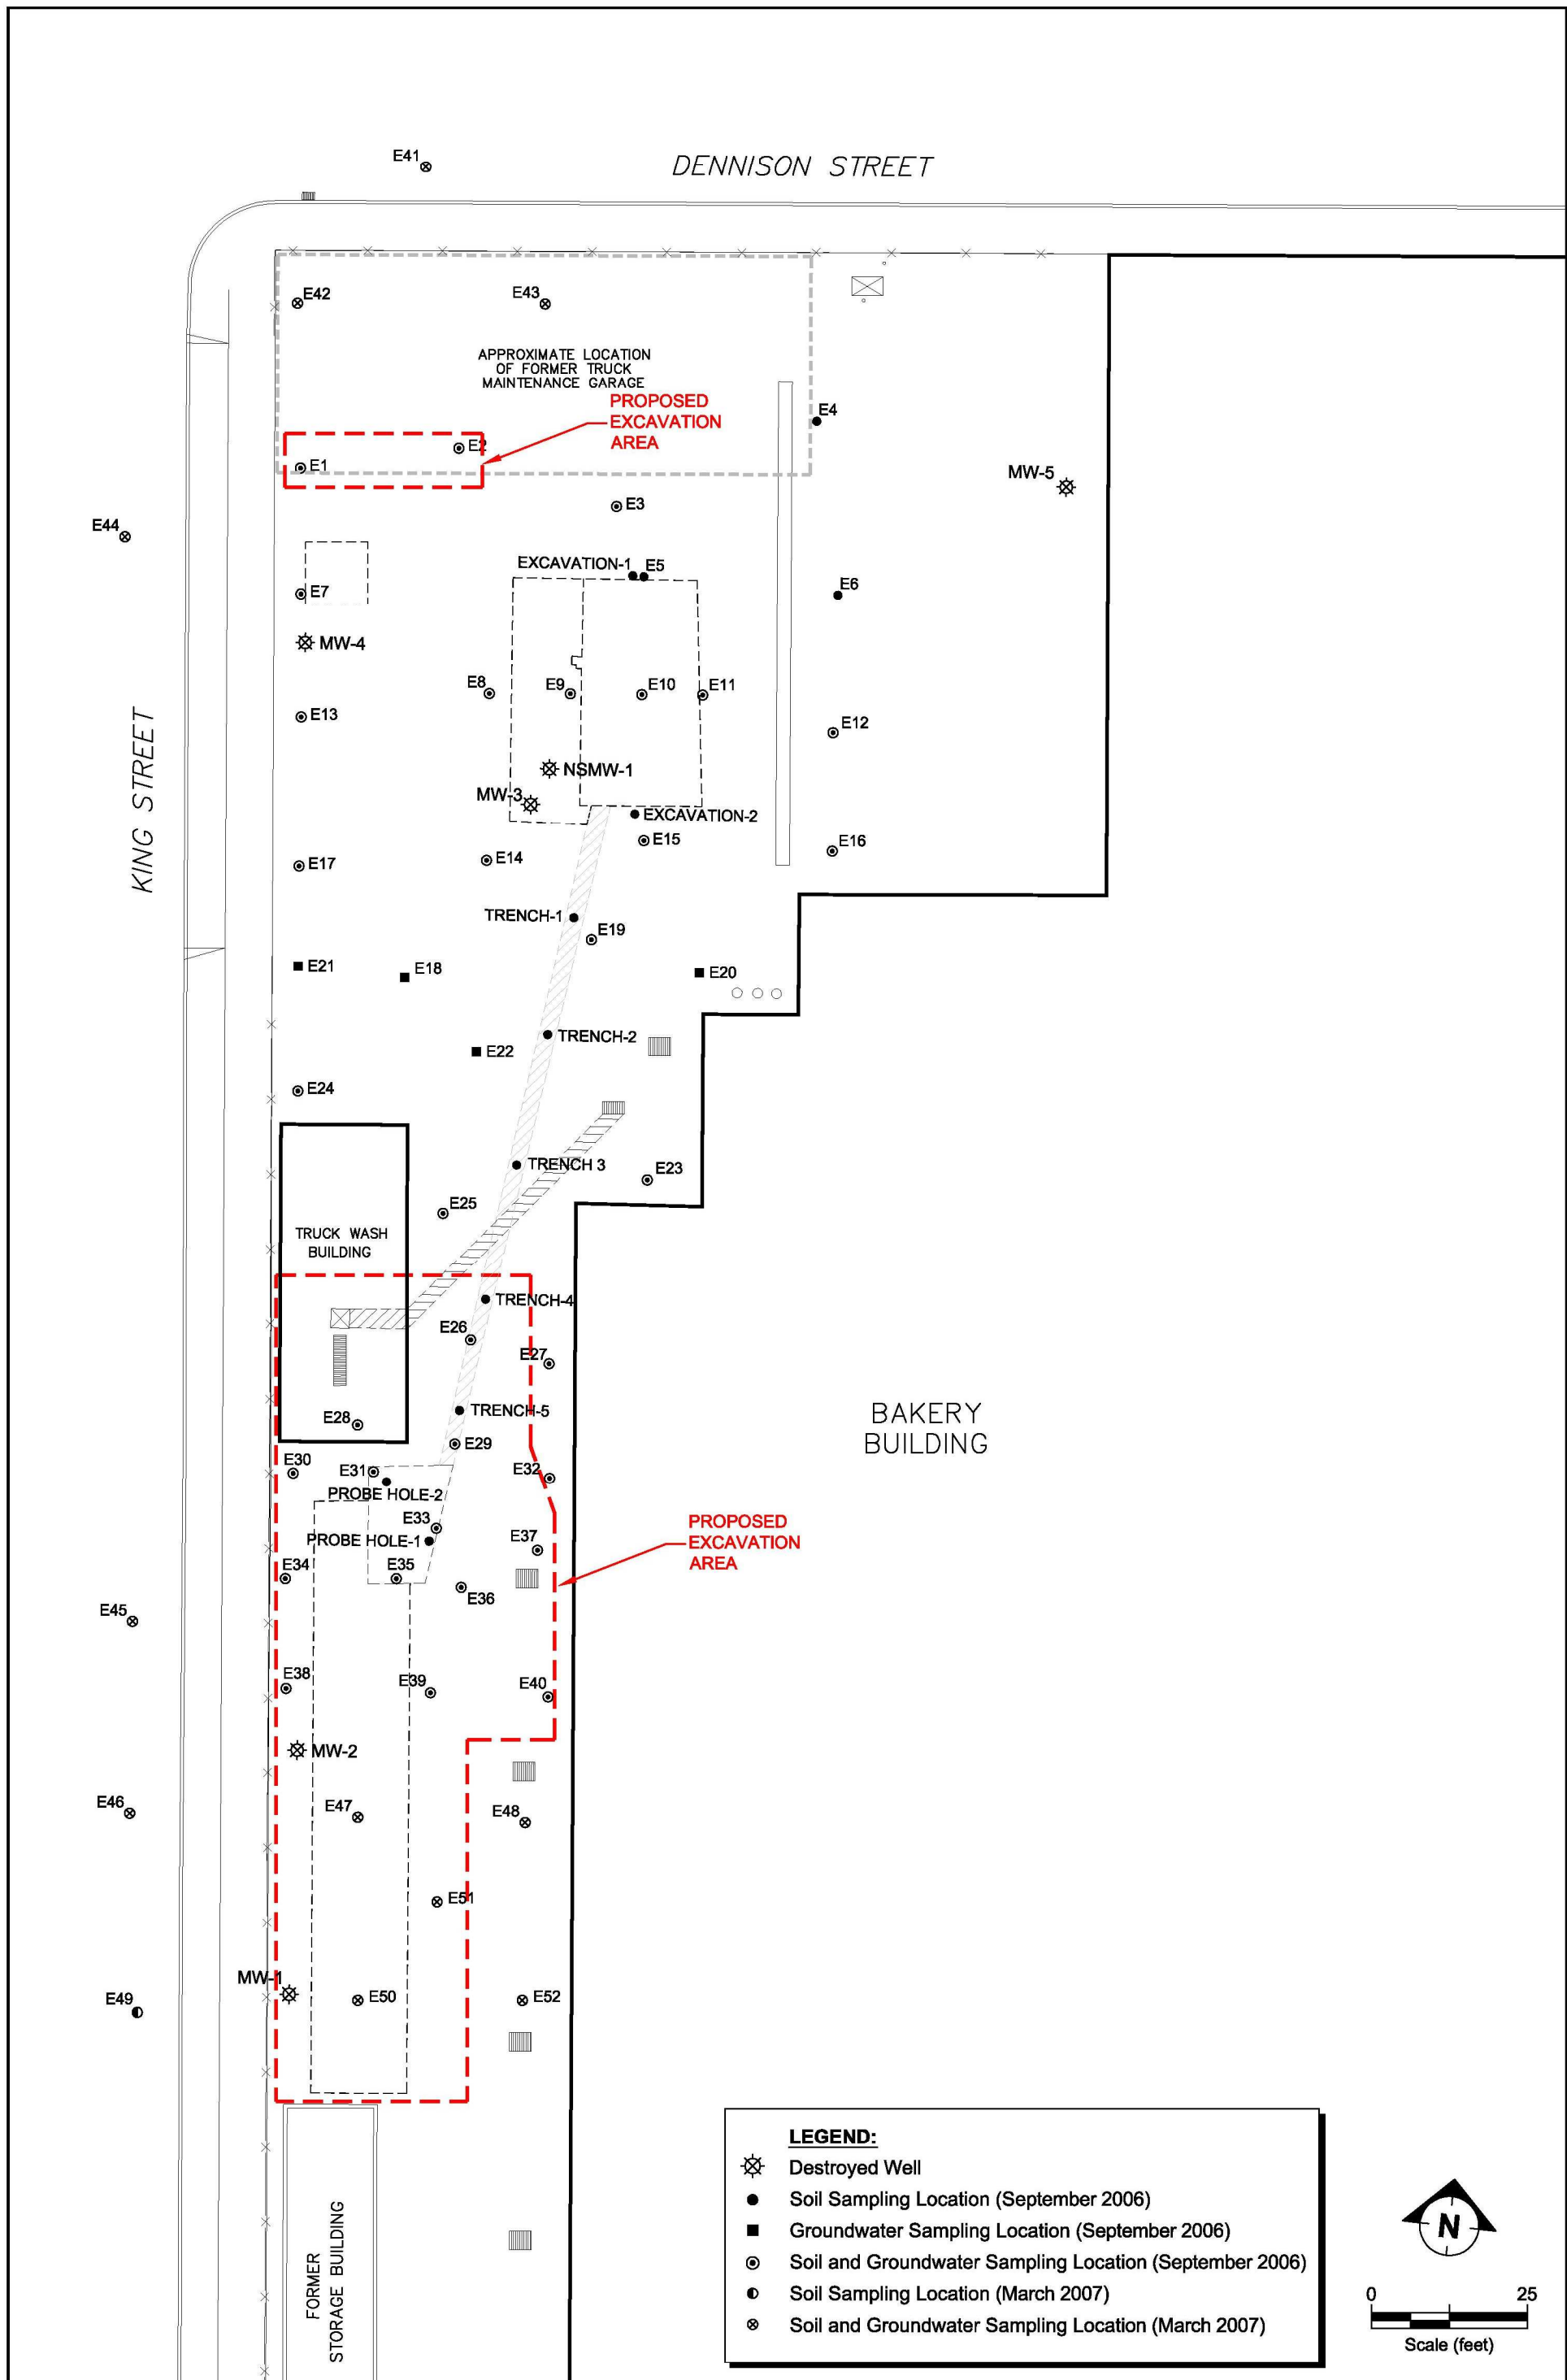 E41
DENNISON STREET
E42
E43
APPROXIMATE LOCATION
OF FORMER TRUCK
MAINTENANCE GARAGE
PROPOSED
EXCAVATION
AREA
E4
E2
E1
MW-5
E3
E44
EXCAVATION-1
E5
E6
E7
MW-4
E8
E9
E10
E11
E13
E12
KING STREET
NSMW-1
MW-3
EXCAVATION-2
E15
E16
E14
E17
TRENCH-1
E19
E21
E18
E20
TRENCH-2
E22
E24
TRENCH 3
E23
E25
TRUCK WASH
BUILDING
TRENCH-4
E26
E27
TRENCH-5
E28
E29
BAKERY
BUILDING
E30
E31
E32
PROBE HOLE-2
E33
PROBE HOLE-1
E37
PROPOSED
EXCAVATION
AREA
E34
E35
E36
E45
E38
E39
E40
MW-2
E46
E47
E48
E51
MW-1
E49
E50
E52
FORMER
STORAGE BUILDING
LEGEND:
Destroyed Well
Soil Sampling Location (September 2006)
Groundwater Sampling Location (September 2006)
Soil and Groundwater Sampling Location (September 2006)
Soil Sampling Location (March 2007)
Soil and Groundwater Sampling Location (March 2007)
N
0 25
Scale (feet)